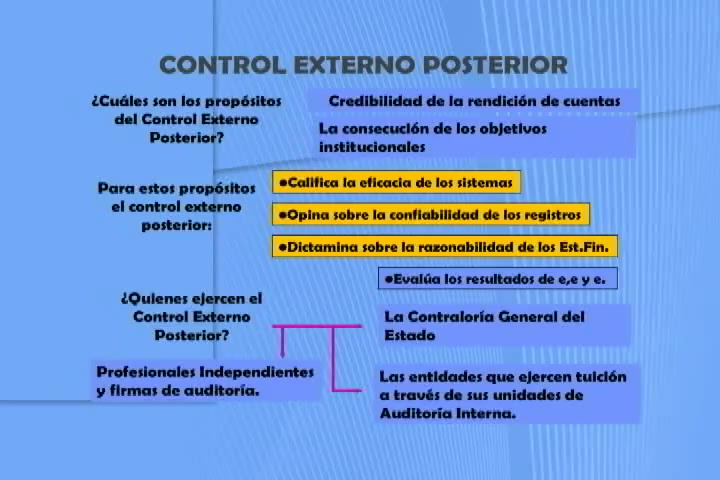 CONTROL EXTERNO POSTERIOR
¿Cuáles son los propósitos
del Control Externo
Posterior?
Credibilidad de la rendición de cuentas
La consecución de los objetivos
institucionales
Para estos propósitos
el control externo
posterior:
•Califica la eficacia de los sistemas
•Opina sobre la confiabilidad de los registros
•Dictamina sobre la razonabilidad de los Est.Fin.
•Evalúa los resultados de e,e y e.
¿Quienes ejercen el
Control Externo
Posterior?
La Contraloría General del
Estado
Profesionales Independientes
y firmas de auditoría.
Las entidades que ejercen tuición
a través de sus unidades de
Auditoría Interna.